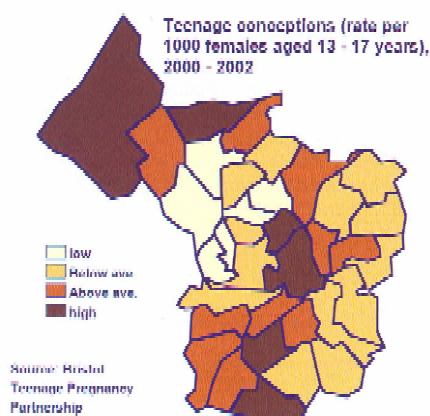 Teenage conceptions (rate per
1000 females aged 13 - 17 years),
2000 - 2002
low
Below ave
Above ave.
high
Source: Bristol
Teenage Pregnancy
Partnership